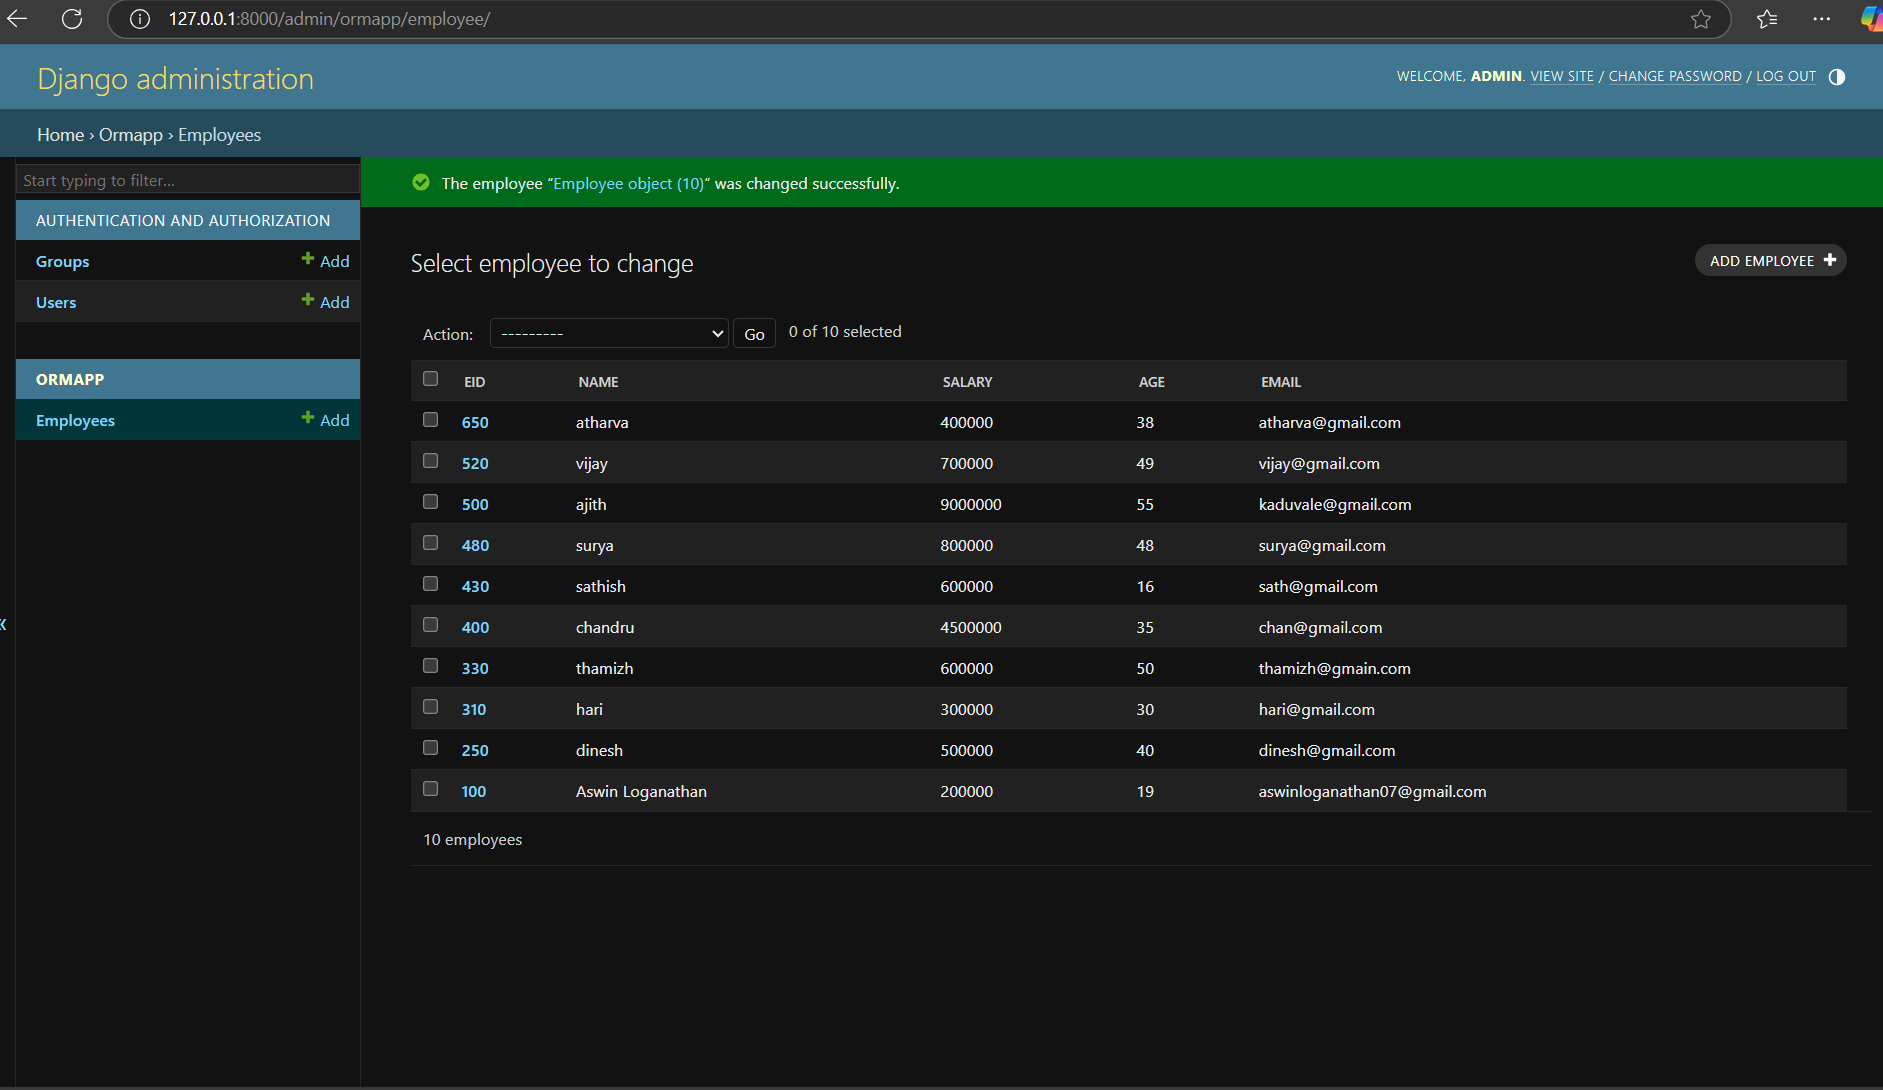 127.0.0.1:8000/admin/ormapp/employee/
Django administration
WELCOME, ADMIN. VIEW SITE / CHANGE PASSWORD / LOG OUT
Home › Ormapp › Employees
Start typing to filter...
AUTHENTICATION AND AUTHORIZATION
Groups + Add
Users + Add
ORMAPP
Employees + Add
«
The employee “Employee object (10)” was changed successfully.
Select employee to change
ADD EMPLOYEE +
Action: --------- Go 0 of 10 selected
EID NAME SALARY AGE EMAIL
650 atharva 400000 38 atharva@gmail.com
520 vijay 700000 49 vijay@gmail.com
500 ajith 9000000 55 kaduvale@gmail.com
480 surya 800000 48 surya@gmail.com
430 sathish 600000 16 sath@gmail.com
400 chandru 4500000 35 chan@gmail.com
330 thamizh 600000 50 thamizh@gmain.com
310 hari 300000 30 hari@gmail.com
250 dinesh 500000 40 dinesh@gmail.com
100 Aswin Loganathan 200000 19 aswinloganathan07@gmail.com
10 employees